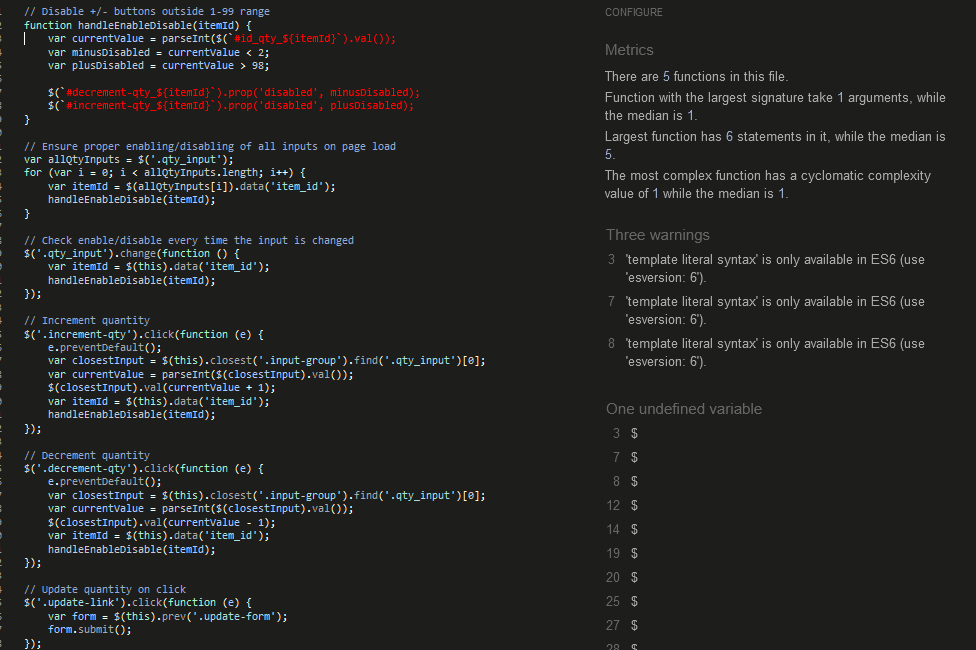 // Disable +/- buttons outside 1-99 range
function handleEnableDisable(itemId) {
    var currentValue = parseInt($(`#id_qty_${itemId}`).val());
    var minusDisabled = currentValue < 2;
    var plusDisabled = currentValue > 98;

    $(`#decrement-qty_${itemId}`).prop('disabled', minusDisabled);
    $(`#increment-qty_${itemId}`).prop('disabled', plusDisabled);
}

// Ensure proper enabling/disabling of all inputs on page load
var allQtyInputs = $('.qty_input');
for (var i = 0; i < allQtyInputs.length; i++) {
    var itemId = $(allQtyInputs[i]).data('item_id');
    handleEnableDisable(itemId);
}

// Check enable/disable every time the input is changed
$('.qty_input').change(function () {
    var itemId = $(this).data('item_id');
    handleEnableDisable(itemId);
});

// Increment quantity
$('.increment-qty').click(function (e) {
    e.preventDefault();
    var closestInput = $(this).closest('.input-group').find('.qty_input')[0];
    var currentValue = parseInt($(closestInput).val());
    $(closestInput).val(currentValue + 1);
    var itemId = $(this).data('item_id');
    handleEnableDisable(itemId);
});

// Decrement quantity
$('.decrement-qty').click(function (e) {
    e.preventDefault();
    var closestInput = $(this).closest('.input-group').find('.qty_input')[0];
    var currentValue = parseInt($(closestInput).val());
    $(closestInput).val(currentValue - 1);
    var itemId = $(this).data('item_id');
    handleEnableDisable(itemId);
});

// Update quantity on click
$('.update-link').click(function (e) {
    var form = $(this).prev('.update-form');
    form.submit();
});
CONFIGURE
Metrics
There are 5 functions in this file.
Function with the largest signature take 1 arguments, while
the median is 1.
Largest function has 6 statements in it, while the median is
5.
The most complex function has a cyclomatic complexity
value of 1 while the median is 1.
Three warnings
3 'template literal syntax' is only available in ES6 (use
'esversion: 6').
7 'template literal syntax' is only available in ES6 (use
'esversion: 6').
8 'template literal syntax' is only available in ES6 (use
'esversion: 6').
One undefined variable
3 $
7 $
8 $
12 $
14 $
19 $
20 $
25 $
27 $
28 $